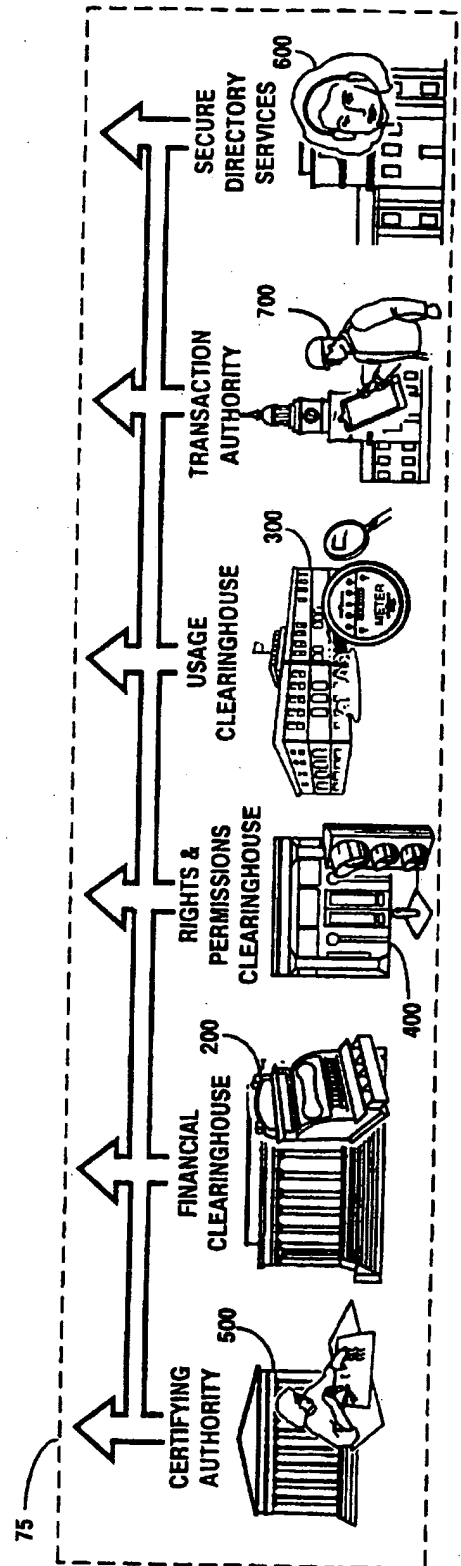 75
CERTIFYING
AUTHORITY
500
FINANCIAL
CLEARINGHOUSE
200
RIGHTS &
PERMISSIONS
CLEARINGHOUSE
400
USAGE
CLEARINGHOUSE
300
METER
TRANSACTION
AUTHORITY
700
SECURE
DIRECTORY
SERVICES
600